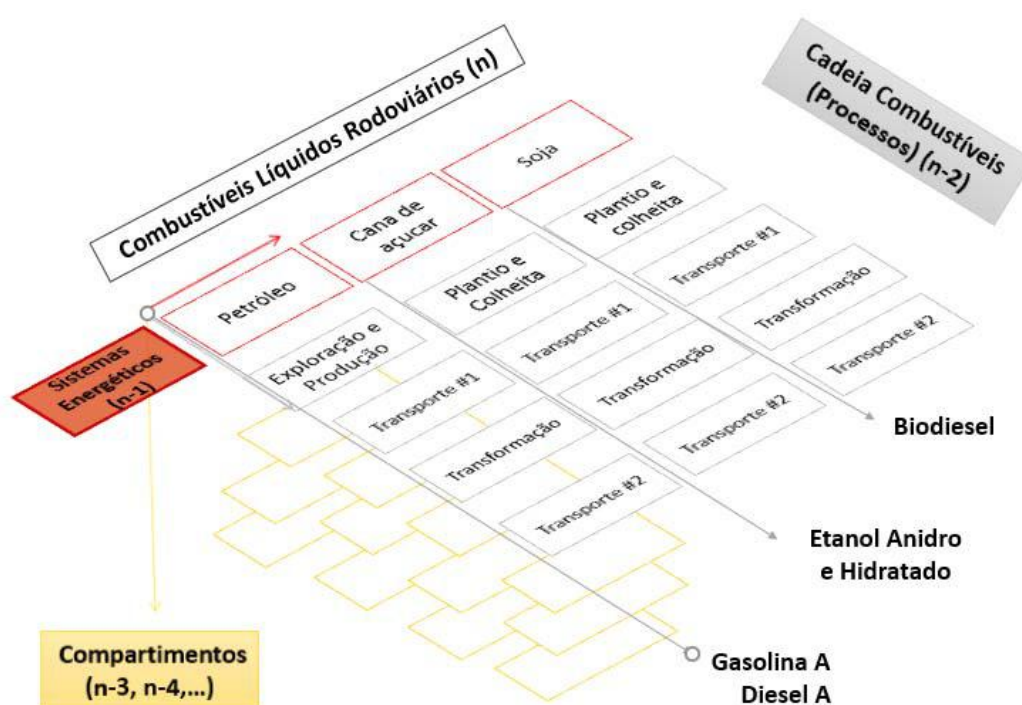 Combustíveis Líquidos Rodoviários (n)
Cadeia Combustíveis
(Processos) (n-2)
Sistemas
Energéticos
(n-1)
Petróleo
Exploração e
Produção
Transporte #1
Transformação
Transporte #2
Gasolina A
Diesel A
Cana de
açucar
Plantio e
Colheita
Transporte #1
Transformação
Transporte #2
Etanol Anidro
e Hidratado
Soja
Plantio e
colheita
Transporte #1
Transformação
Transporte #2
Biodiesel
Compartimentos
(n-3, n-4,...)